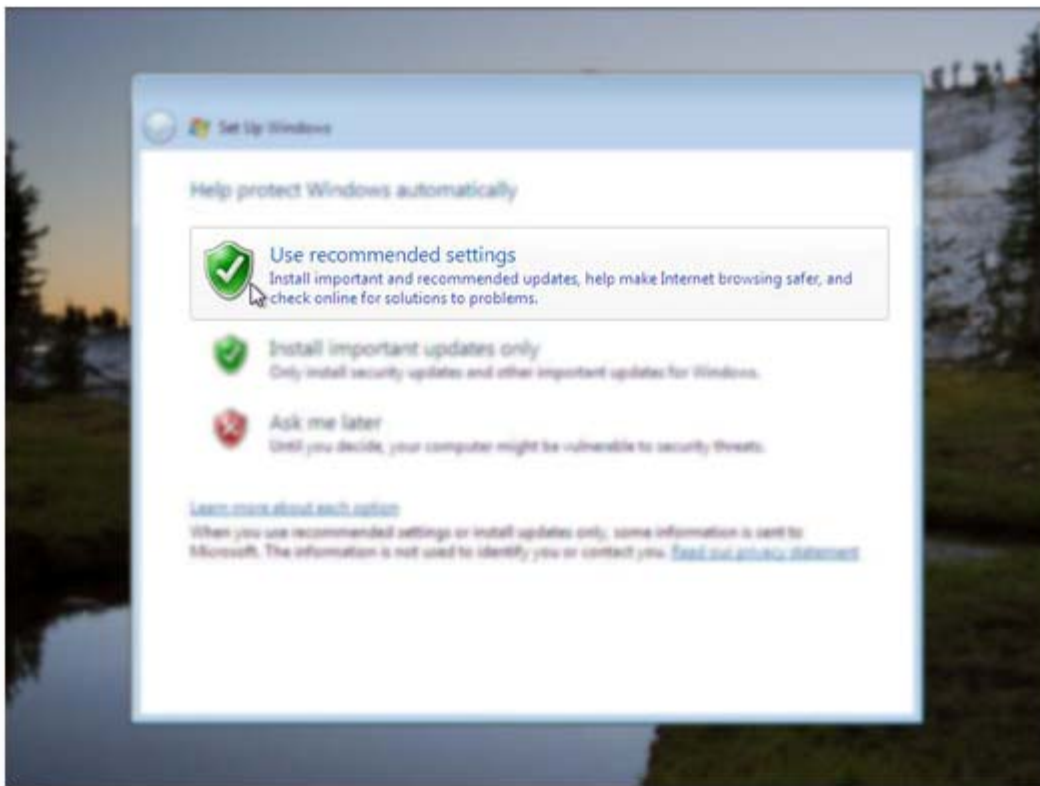 Set Up Windows
Help protect Windows automatically
Use recommended settings
Install important and recommended updates, help make Internet browsing safer, and
check online for solutions to problems.
Install important updates only
Only install security updates and other important updates for Windows.
Ask me later
Until you decide, your computer might be vulnerable to security threats.
Learn more about each option
When you use recommended settings or install updates only, some information is sent to
Microsoft. The information is not used to identify you or contact you. Read our privacy statement